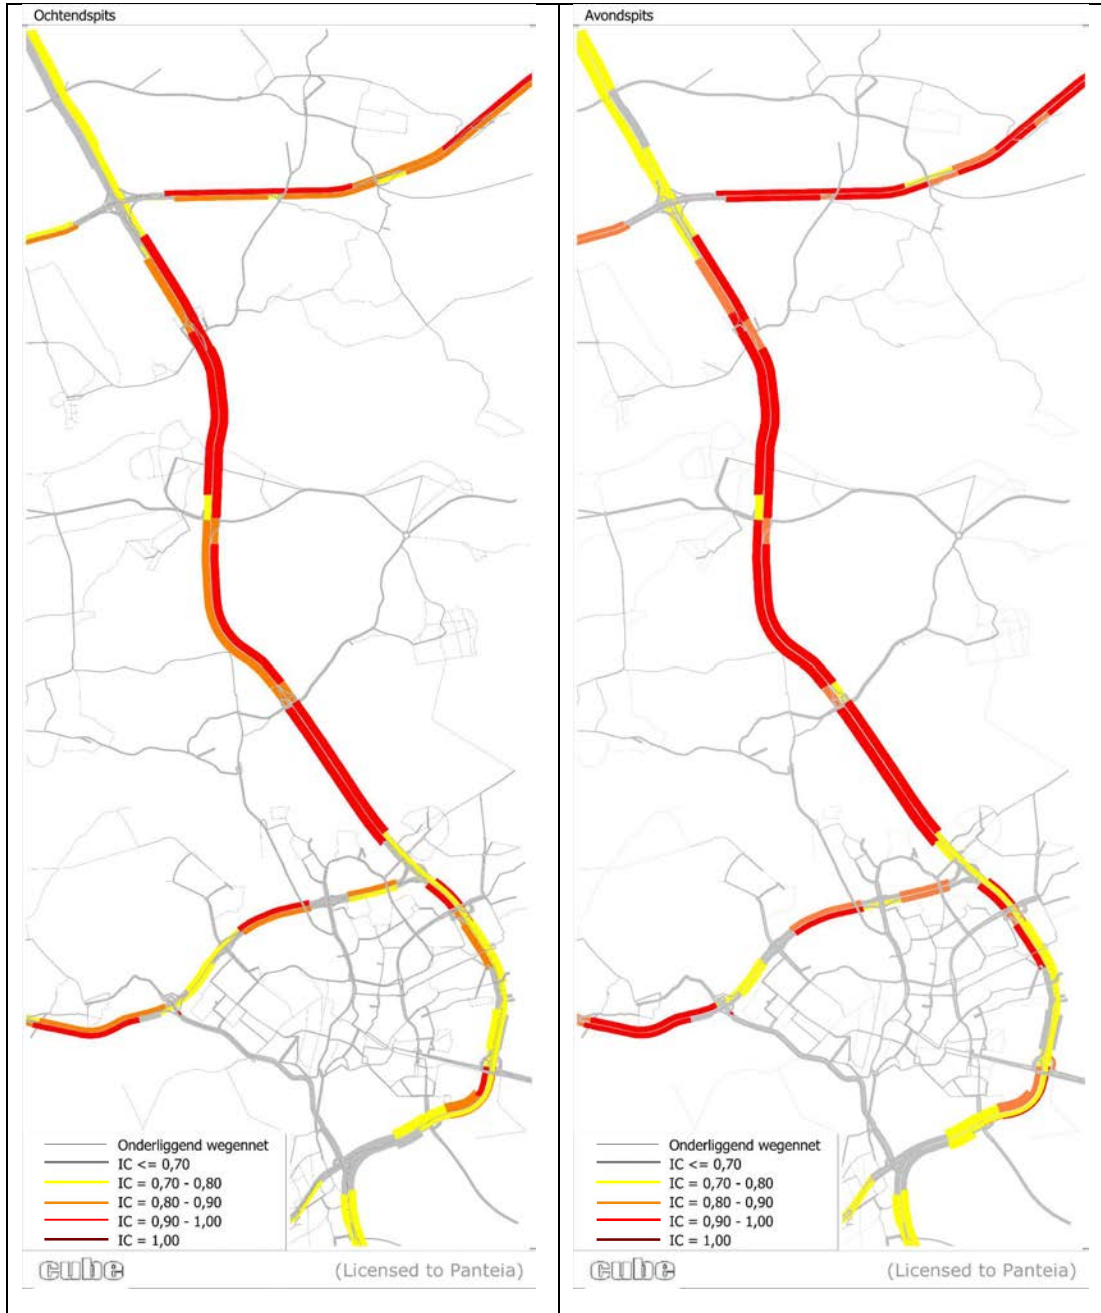 Ochtendspits
Onderliggend wegennet
IC <= 0,70
IC = 0,70 - 0,80
IC = 0,80 - 0,90
IC = 0,90 - 1,00
IC = 1,00
cube
(Licensed to Panteia)
Avondspits
Onderliggend wegennet
IC <= 0,70
IC = 0,70 - 0,80
IC = 0,80 - 0,90
IC = 0,90 - 1,00
IC = 1,00
cube
(Licensed to Panteia)